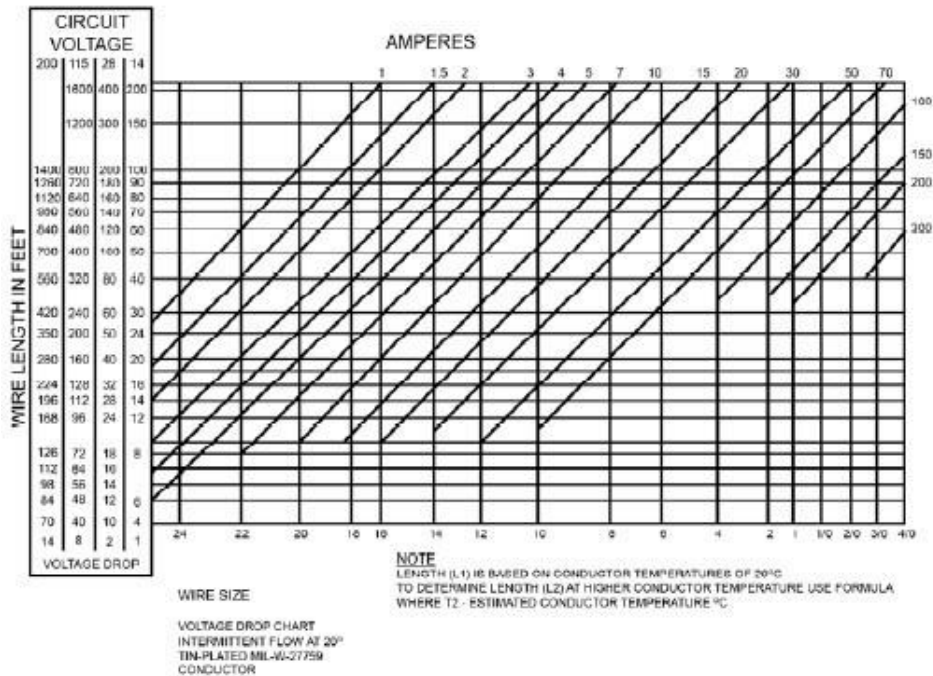 CIRCUIT
VOLTAGE
AMPERES
200 115 28 14
1 1.5 2 3 4 5 7 10 15 20 30 50 70
1600 400 200
100
1200 300 150
150
1400 800 200 100
1260 720 180 90
200
1120 640 160 80
980 560 140 70
840 480 120 60
300
700 400 100 50
560 320 80 40
420 240 60 30
350 200 50 24
280 160 40 20
224 128 32 16
196 112 28 14
168 96 24 12
126 72 18 8
112 64 16
98 56 14
84 48 12 6
70 40 10 4
14 8 2 1
WIRE LENGTH IN FEET
24 22 20 18 16 14 12 10 8 6 4 2 1 1/0 2/0 3/0 4/0
VOLTAGE DROP
NOTE
LENGTH (L1) IS BASED ON CONDUCTOR TEMPERATURES OF 20°C
TO DETERMINE LENGTH (L2) AT HIGHER CONDUCTOR TEMPERATURE USE FORMULA
WHERE T2 - ESTIMATED CONDUCTOR TEMPERATURE °C
WIRE SIZE
VOLTAGE DROP CHART
INTERMITTENT FLOW AT 20°
TIN-PLATED MIL-W-27759
CONDUCTOR